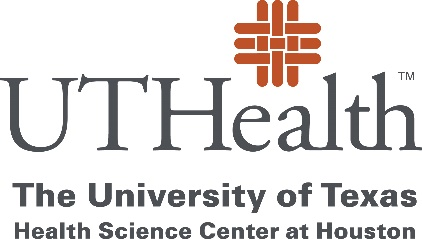 UTHealth™
The University of Texas
Health Science Center at Houston